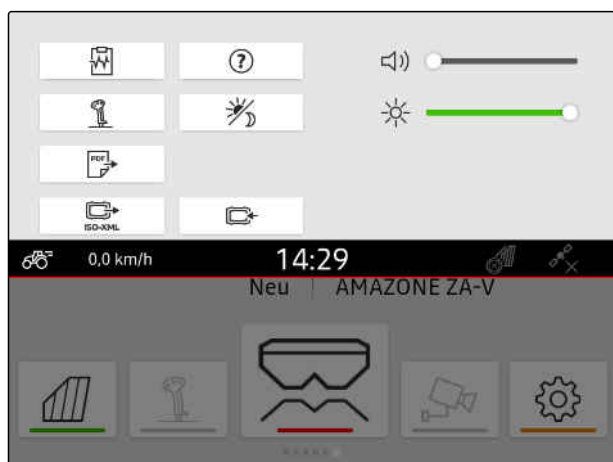 ?
PDF
ISO-XML
0,0 km/h
14:29
Neu | AMAZONE ZA-V